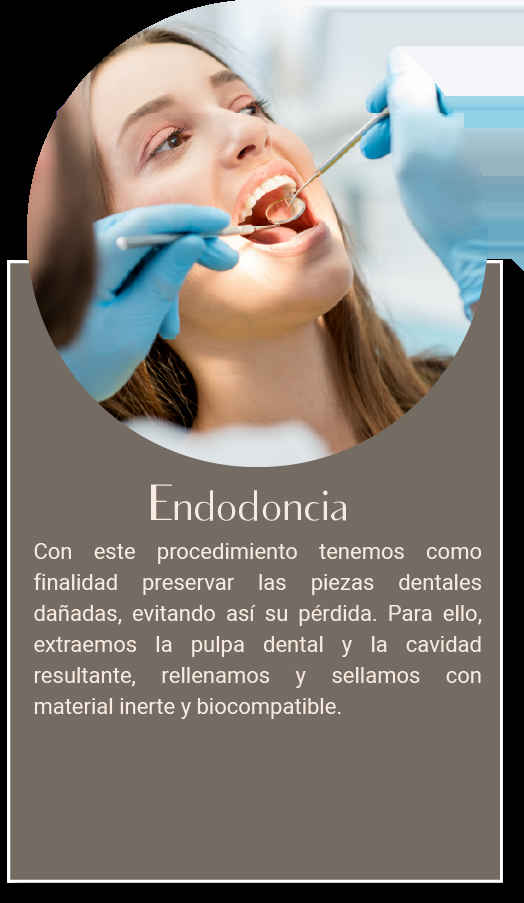 Endodoncia
Con este procedimiento tenemos como
finalidad preservar las piezas dentales
dañadas, evitando así su pérdida. Para ello,
extraemos la pulpa dental y la cavidad
resultante, rellenamos y sellamos con
material inerte y biocompatible.